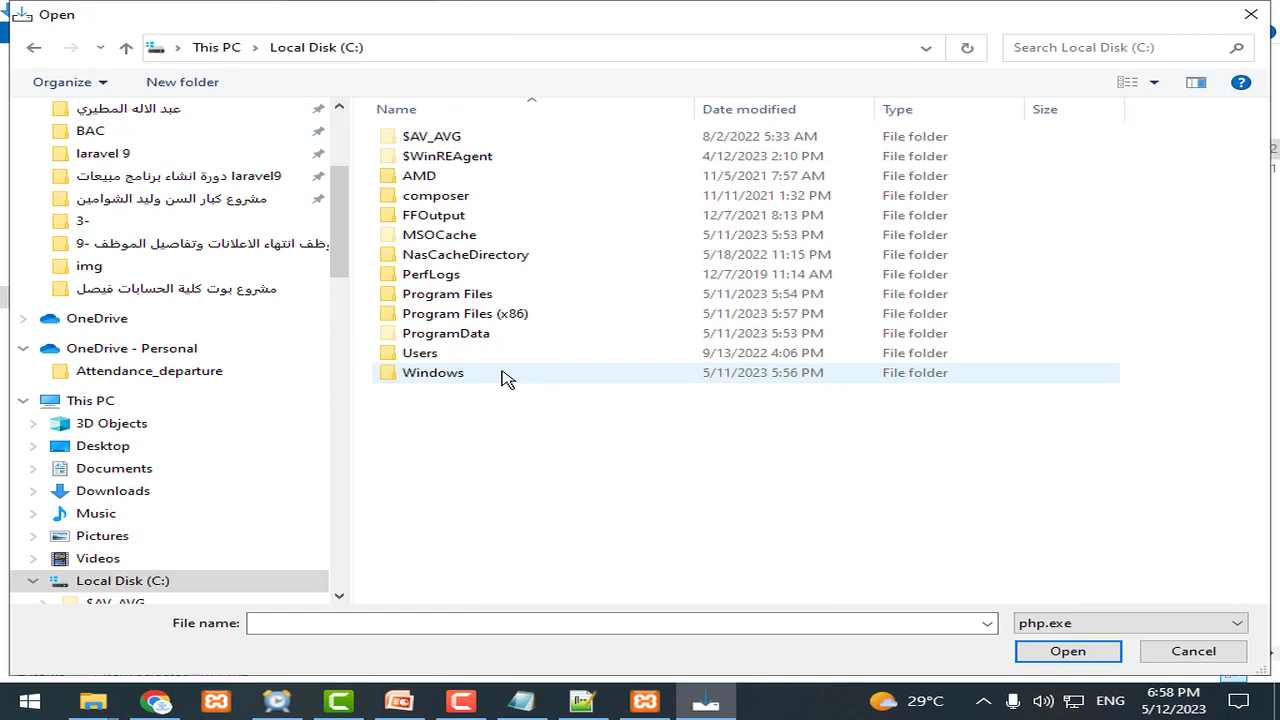 Open
This PC > Local Disk (C:)
Search Local Disk (C:)
Organize
New folder
عبد الاله المطيري
BAC
laravel 9
دورة انشاء برنامج مبيعات laravel9
مشروع كبار السن وليد الشوامين
3-
9- وظف انتهاء الاعلانات وتفاصيل الموظف
img
مشروع بوت كلية الحسابات فيصل
OneDrive
OneDrive - Personal
Attendance_departure
This PC
3D Objects
Desktop
Documents
Downloads
Music
Pictures
Videos
Local Disk (C:)
$AV_AVG
Name Date modified Type Size
$AV_AVG 8/2/2022 5:33 AM File folder
$WinREAgent 4/12/2023 2:10 PM File folder
AMD 11/5/2021 7:57 AM File folder
composer 11/11/2021 1:32 PM File folder
FFOutput 12/7/2021 8:13 PM File folder
MSOCache 5/11/2023 5:53 PM File folder
NasCacheDirectory 5/18/2022 11:15 PM File folder
PerfLogs 12/7/2019 11:14 AM File folder
Program Files 5/11/2023 5:54 PM File folder
Program Files (x86) 5/11/2023 5:57 PM File folder
ProgramData 5/11/2023 5:53 PM File folder
Users 9/13/2022 4:06 PM File folder
Windows 5/11/2023 5:56 PM File folder
File name:
php.exe
Open
Cancel
29°C
ENG
6:58 PM
5/12/2023